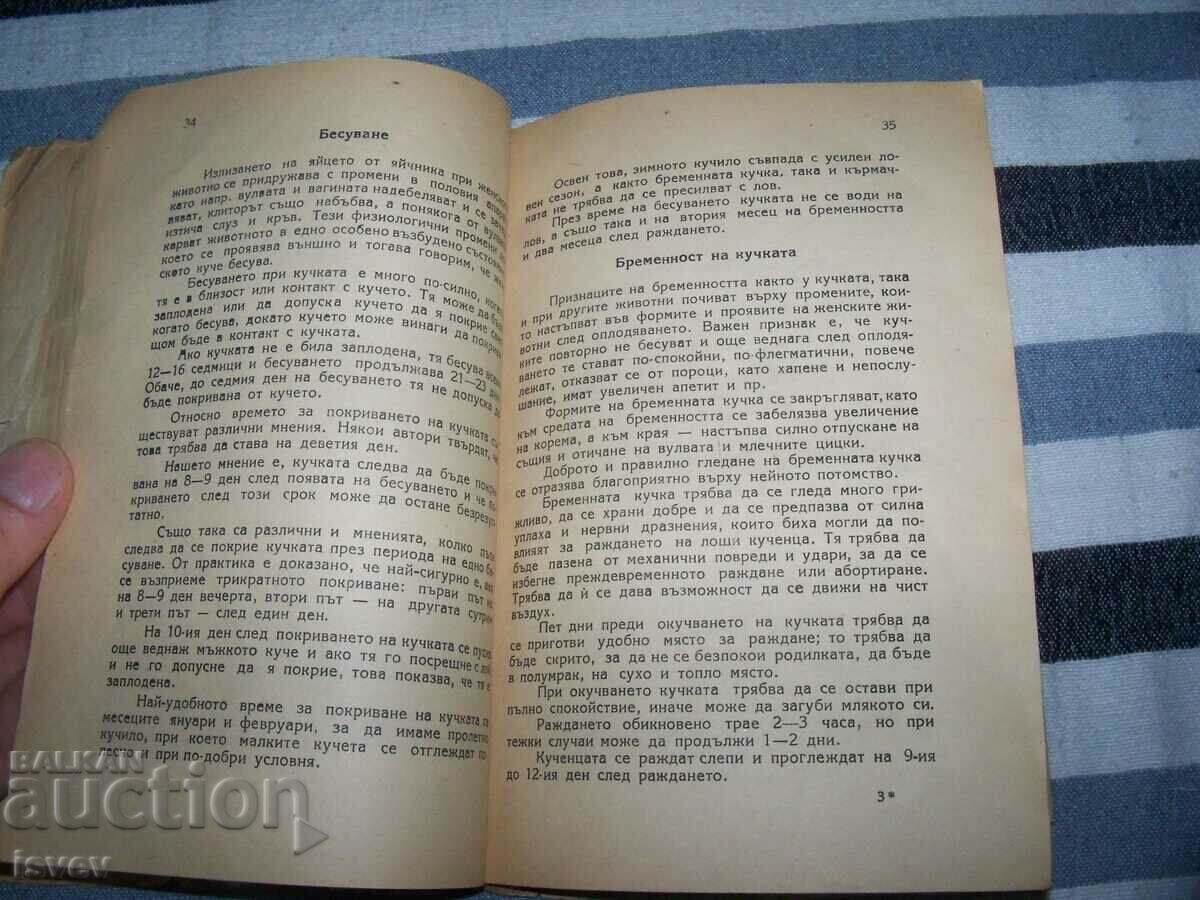 34
Бесуване
Излизането на яйцето от яйчника при
животно се придружава с промени в половия
като напр. вулвата и вагината надебеляват и се
вяват, клиторът също набъбва, а понякога от
изтича слуз и кръв. Тези физиологични промени
карват животното в едно особено възбудено
което се проявява външно и тогава говорим, че
ското куче бесува.
Бесуването при кучката е много по-силно,
тя е в близост или контакт с кучето. Тя може да
заплодена или да допуска кучето да я покрие
когато бесува, докато кучето може винаги да
щом бъде в контакт с кучката.
Ако кучката не е била заплодена, тя бесува
12—16 седмици и бесуването продължава 21—23
Обаче, до седмия ден на бесуването тя не допуска да
бъде покривана от кучето.
Относно времето за покриването на кучката
ществуват различни мнения. Някои автори твърдят,
това трябва да става на деветия ден.
Нашето мнение е, кучката следва да бъде
вана на 8—9 ден след появата на бесуването и че
криването след този срок може да остане
татно.
Също така са различни и мненията, колко
следва да се покрие кучката през периода на едно
суване. От практика е доказано, че най-сигурно е,
се възприеме трикратното покриване: първи път
на 8—9 ден вечерта, втори път — на другата
и трети път — след един ден.
На 10-ия ден след покриването на кучката се
още веднаж мъжкото куче и ако тя го посрещне с
и не го допусне да я покрие, това показва, че тя е
заплодена.
Най-удобното време за покриване на кучката
месеците януари и февруари, за да имаме
кучило, при което малките кучета се отглеждат
лесно и при по-добри условня.
35
Освен това, зимното кучило съвпада с усилен ло-
вен сезон, а както бременната кучка, така и кърмач-
ката не трябва да се пресилват с лов.
През време на бесуването кучката не се води на
лов, а също така и на втория месец на бременността
и два месеца след раждането.
Бременност на кучката
Признаците на бременността както у кучката, така
и при другите животни почиват върху промените, кои-
то настъпват във формите и проявите на женските жи-
вотни след оплодяването. Важен признак е, че куч-
ките повторно не бесуват и още веднага след оплодя-
ването те стават по-спокойни, по-флегматични, повече
лежат, отказват се от пороци, като хапене и непослу-
шание, имат увеличен апетит и пр.
Формите на бременната кучка се закръгляват, като
към средата на бременността се забелязва увеличение
на корема, а към края — настъпва силно отпускане на
същия и отичане на вулвата и млечните цицки.
Доброто и правилно гледане на бременната кучка
се отразява благоприятно върху нейното потомство.
Бременната кучка трябва да се гледа много гри-
жливо, да се храни добре и да се предпазва от силна
уплаха и нервни дразнения, които биха могли да по-
влияят за раждането на лоши кученца. Тя трябва да
бъде пазена от механични повреди и удари, за да се
избегне преждевременното раждане или абортиране.
Трябва да ѝ се дава възможност да се движи на чист
въздух.
Пет дни преди окучването на кучката трябва да
се приготви удобно място за раждане; то трябва да
бъде скрито, за да не се безпокои родилката, да бъде
в полумрак, на сухо и топло място.
При окучването кучката трябва да се остави при
пълно спокойствие, иначе може да загуби млякото си.
Раждането обикновено трае 2—3 часа, но при
тежки случаи може да продължи 1—2 дни.
Кученцата се раждат слепи и проглеждат на 9-ия
до 12-ия ден след раждането.
3*
BALKAN
auction
isvev